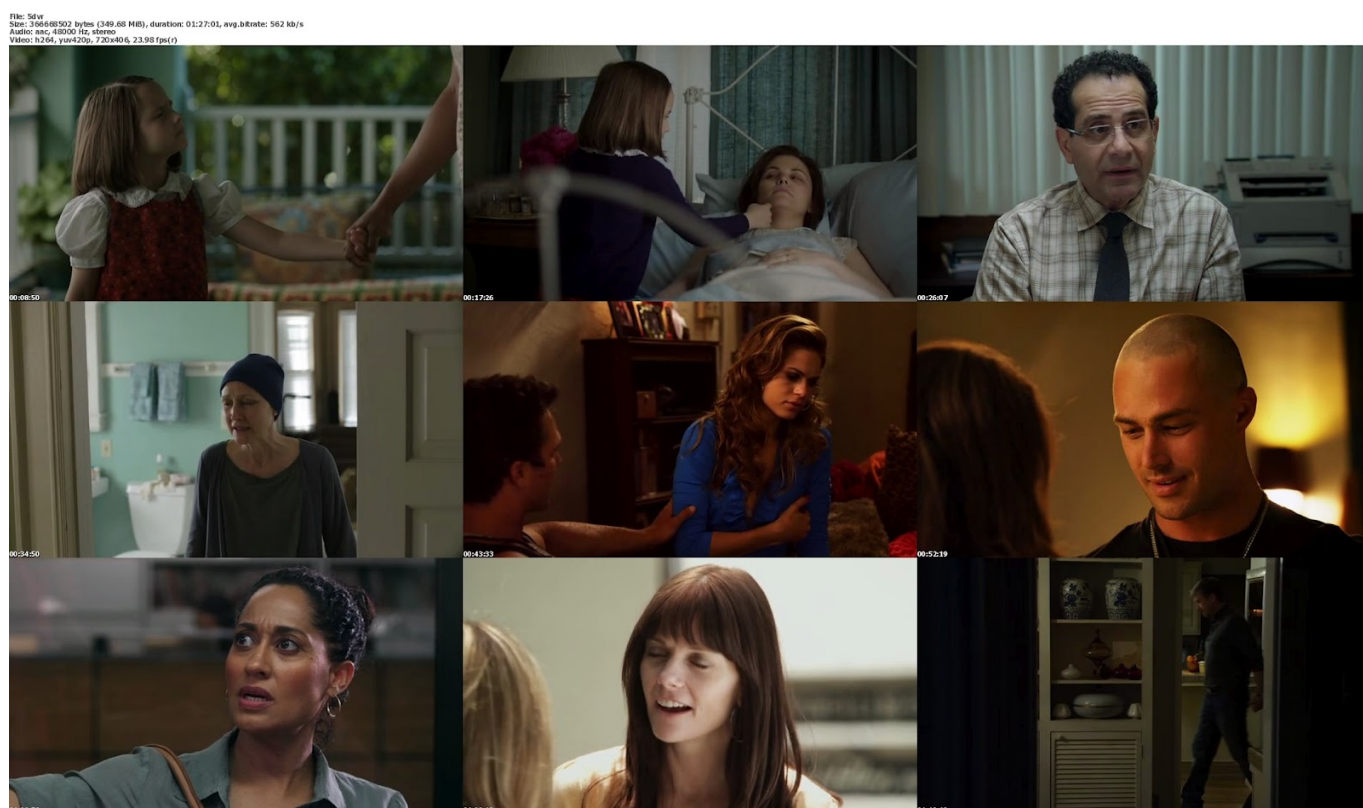 File: 5dvr
Size: 366668502 bytes (349.68 MiB), duration: 01:27:01, avg.bitrate: 562 kb/s
Audio: aac, 48000 Hz, stereo
Video: h264, yuv420p, 720x406, 23.98 fps(r)
00:08:50
00:17:26
00:26:07
00:34:50
00:43:33
00:52:19